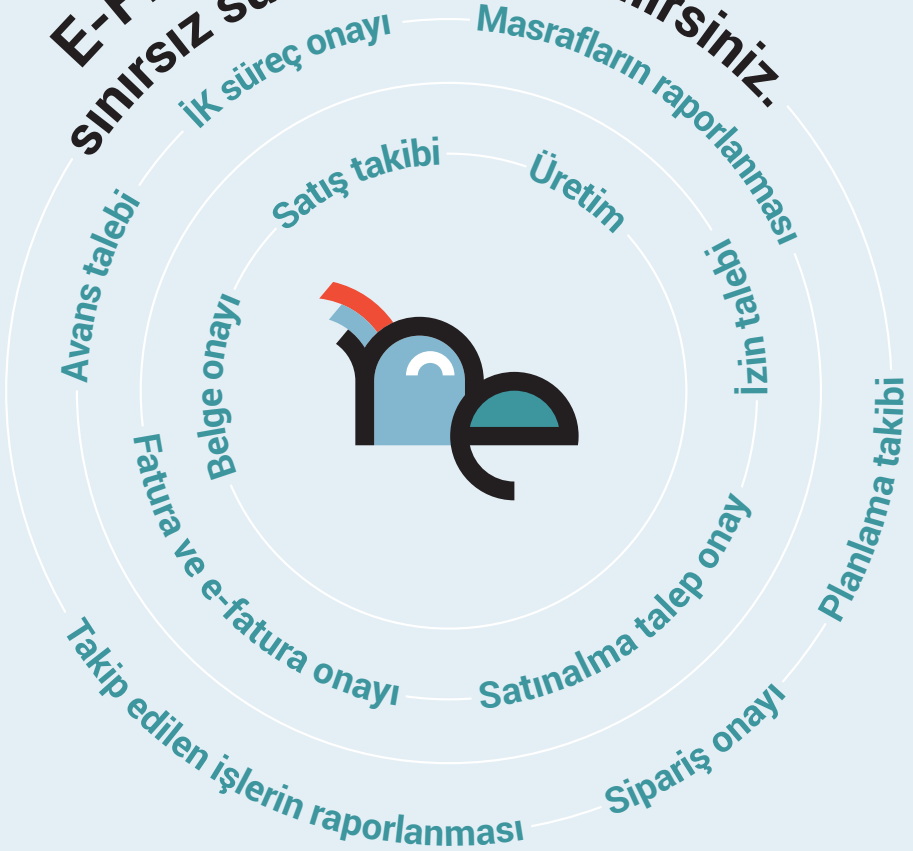 sınırsız
İK süreç onayı
Masrafların raporlanması
Satış takibi
Üretim
Avans talebi
İzin talebi
Belge onayı
Planlama takibi
Fatura ve e-fatura onayı
Satınalma talep onay
Sipariş onayı
Takip edilen işlerin raporlanması
ne